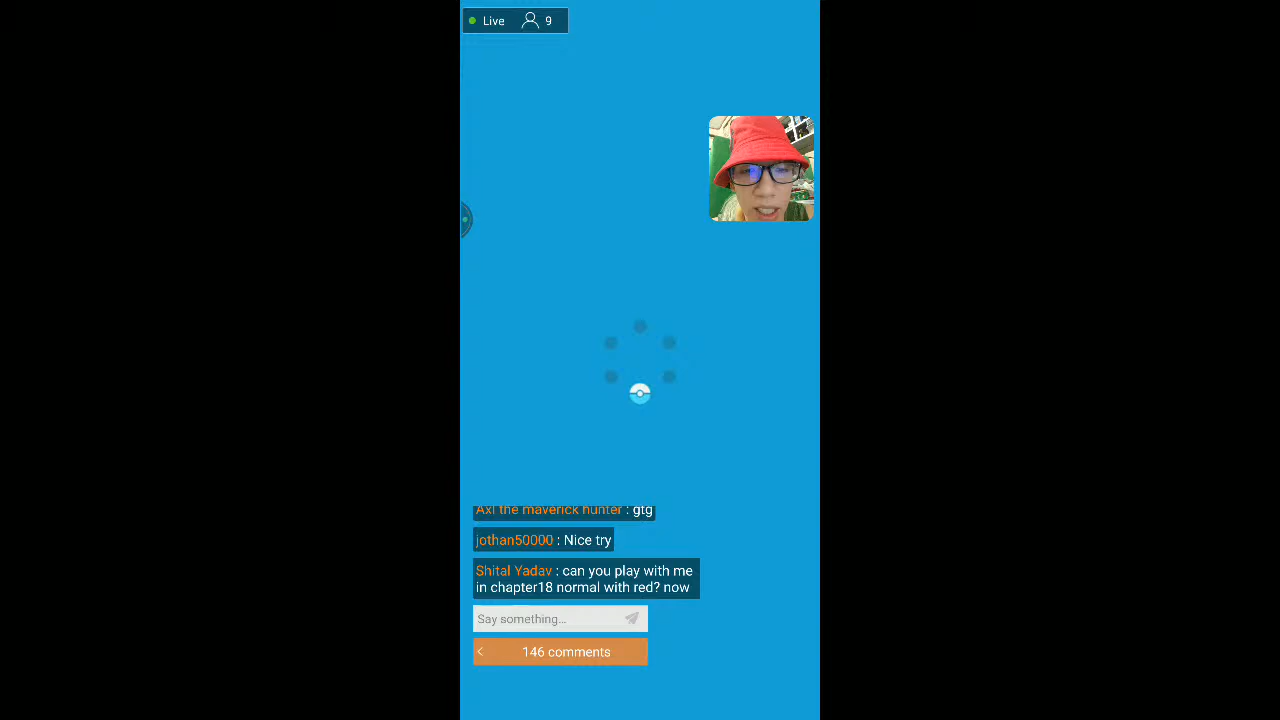 Live 9
Axl the maverick hunter : gtg
jothan50000 : Nice try
Shital Yadav : can you play with me
in chapter18 normal with red? now
Say something...
146 comments